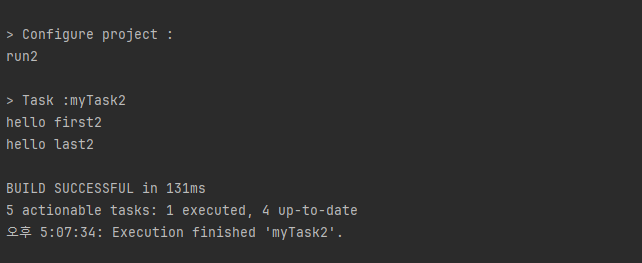 > Configure project :
run2
> Task :myTask2
hello first2
hello last2
BUILD SUCCESSFUL in 131ms
5 actionable tasks: 1 executed, 4 up-to-date
오후 5:07:34: Execution finished 'myTask2'.